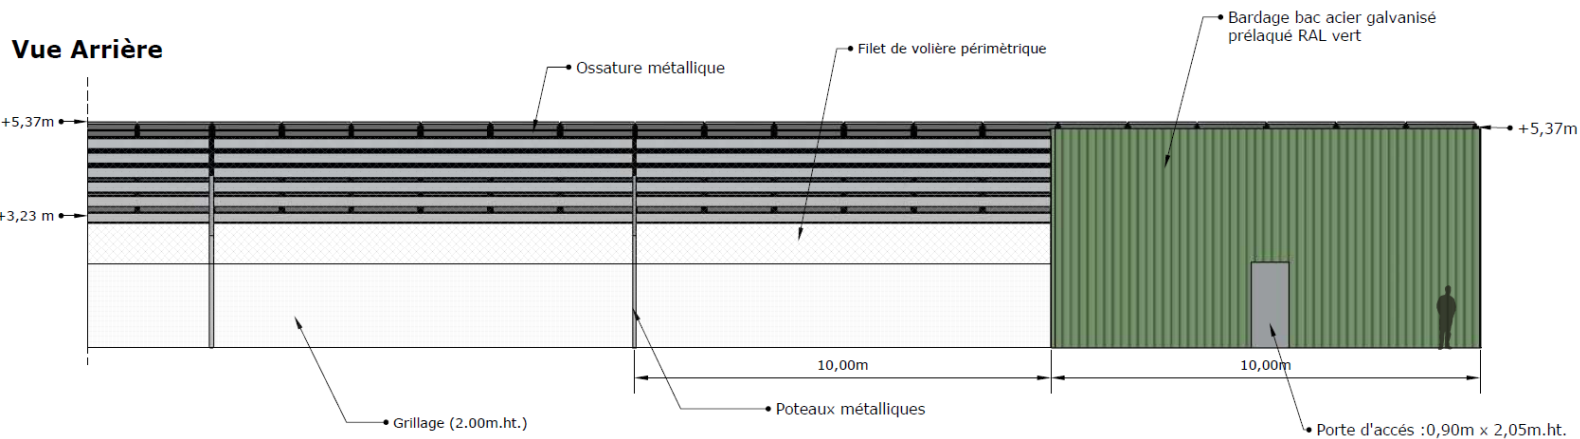 Vue Arrière
Bardage bac acier galvanisé
prélaqué RAL vert
Filet de volière périmètrique
Ossature métallique
+5,37m
+5,37m
+3,23 m
10,00m
10,00m
Poteaux métalliques
Grillage (2.00m.ht.)
Porte d'accés :0,90m x 2,05m.ht.